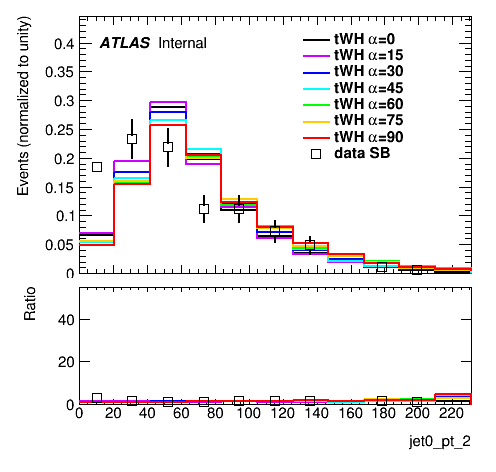 Events (normalized to unity)
0.45
0.4
0.35
0.3
0.25
0.2
0.15
0.1
0.05
0
ATLAS Internal
tWH α=0
tWH α=15
tWH α=30
tWH α=45
tWH α=60
tWH α=75
tWH α=90
data SB
Ratio
40
20
0
0 20 40 60 80 100 120 140 160 180 200 220
jet0_pt_2